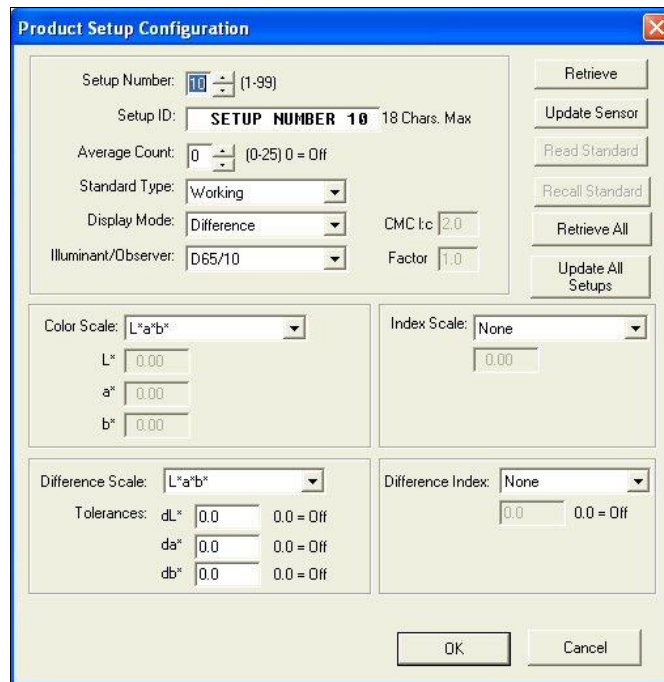 Product Setup Configuration
Setup Number: 10 (1-99)
Retrieve
Setup ID: SETUP NUMBER 10 18 Chars. Max
Update Sensor
Average Count: 0 (0-25) 0 = Off
Read Standard
Standard Type: Working
Recall Standard
Display Mode: Difference CMC l:c 2.0
Retrieve All
Illuminant/Observer: D65/10 Factor 1.0
Update All
Setups
Color Scale: L*a*b*
L* 0.00
a* 0.00
b* 0.00
Index Scale: None
0.00
Difference Scale: L*a*b*
Tolerances: dL* 0.0 0.0 = Off
da* 0.0 0.0 = Off
db* 0.0 0.0 = Off
Difference Index: None
0.0 0.0 = Off
OK
Cancel